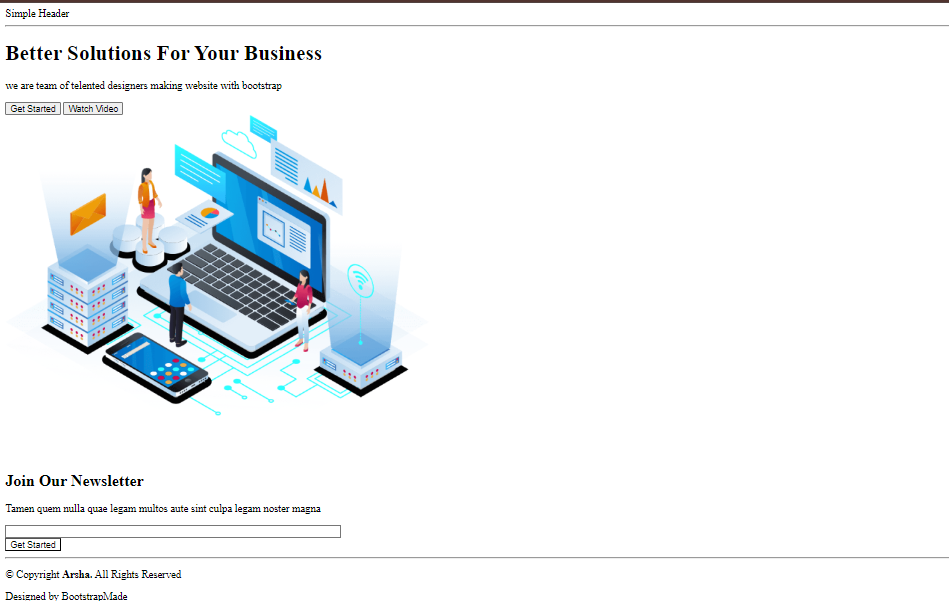 Simple Header
Better Solutions For Your Business
we are team of telented designers making website with bootstrap
Get Started Watch Video
Join Our Newsletter
Tamen quem nulla quae legam multos aute sint culpa legam noster magna
Get Started
© Copyright Arsha. All Rights Reserved
Designed by BootstrapMade